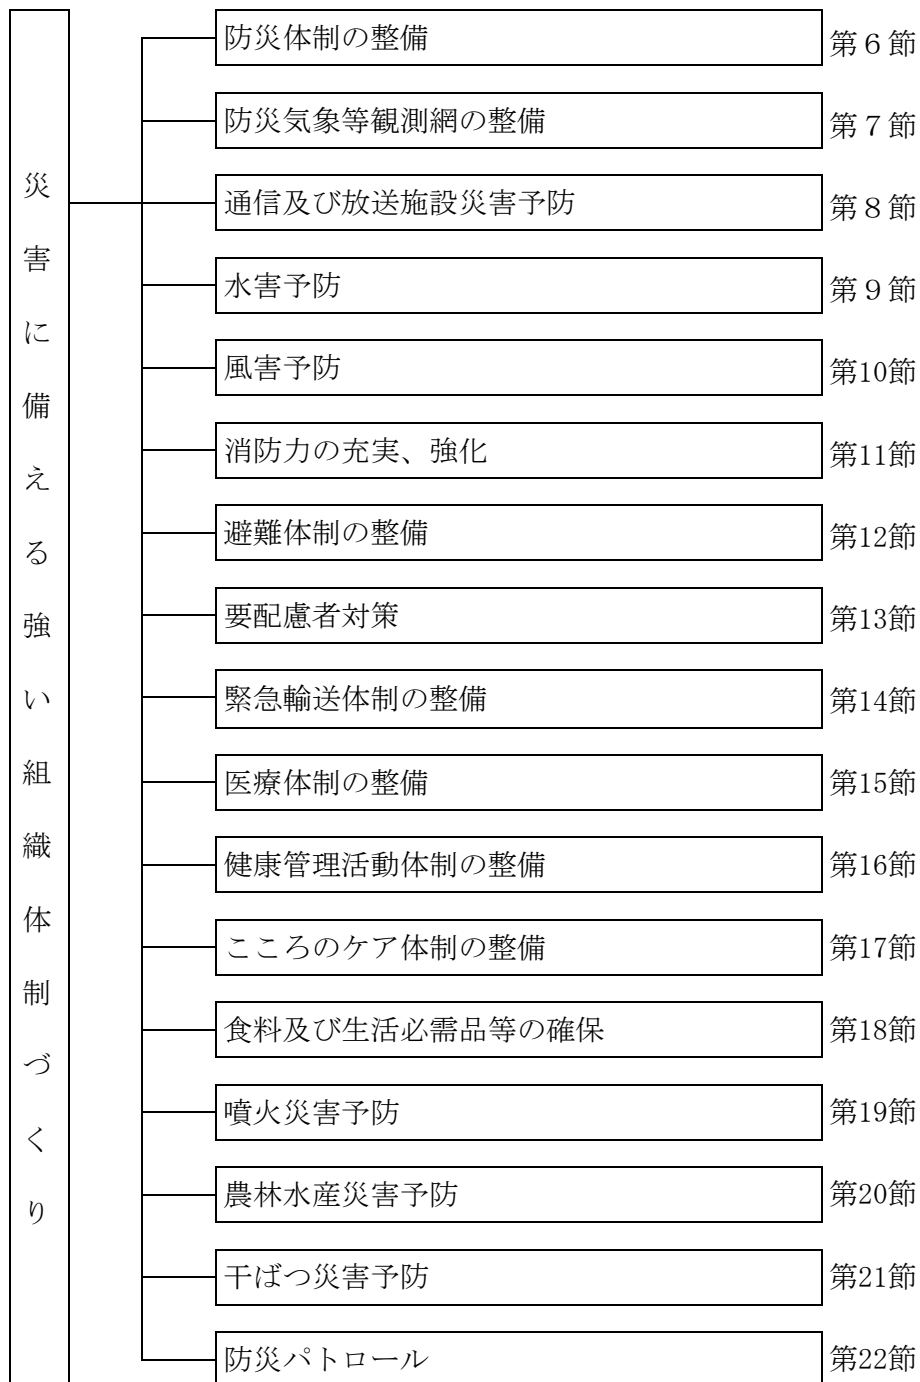 災害に備える強い組織体制づくり
防災体制の整備 第６節
防災気象等観測網の整備 第７節
通信及び放送施設災害予防 第８節
水害予防 第９節
風害予防 第10節
消防力の充実、強化 第11節
避難体制の整備 第12節
要配慮者対策 第13節
緊急輸送体制の整備 第14節
医療体制の整備 第15節
健康管理活動体制の整備 第16節
こころのケア体制の整備 第17節
食料及び生活必需品等の確保 第18節
噴火災害予防 第19節
農林水産災害予防 第20節
干ばつ災害予防 第21節
防災パトロール 第22節